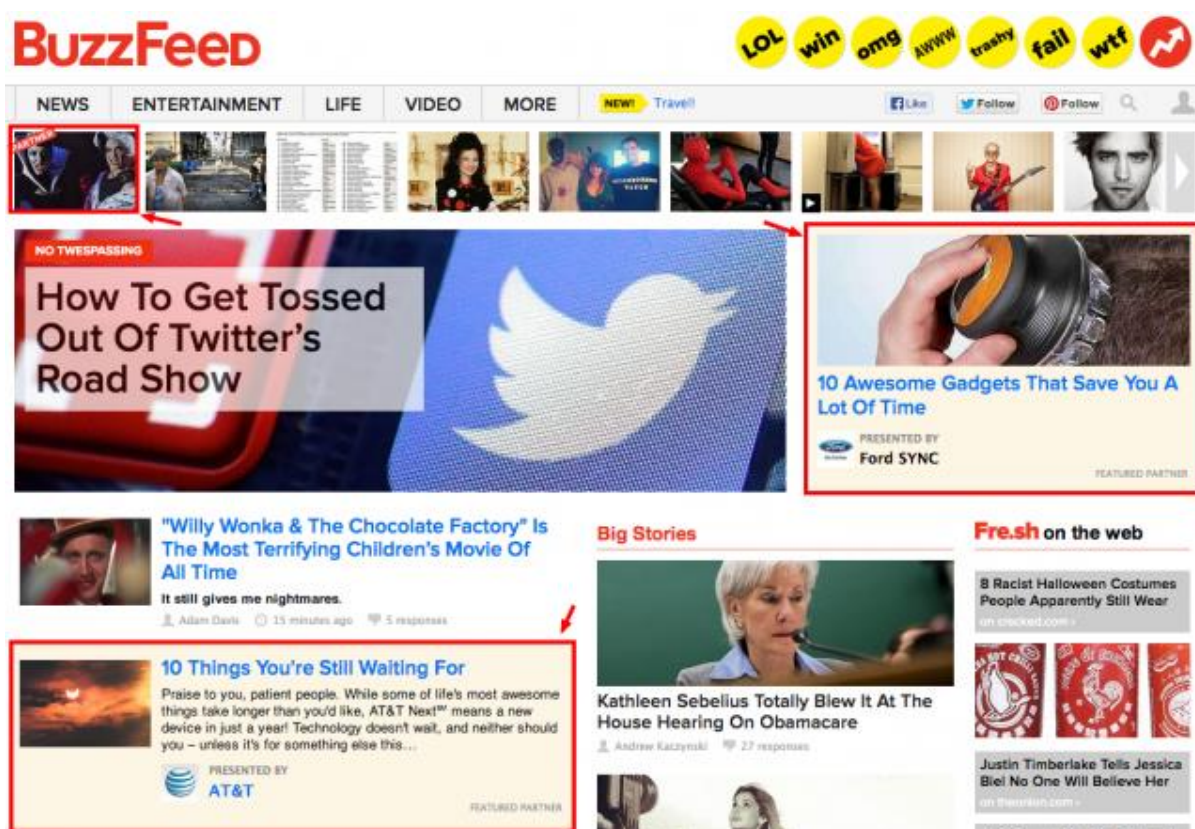 BuzzFeeD
LOL
win
omg
AWWW
trashy
fail
wtf
NEWS ENTERTAINMENT LIFE VIDEO MORE NEW! Travel! Like Follow Follow
PARTNER
NO TWESPASSING
How To Get Tossed
Out Of Twitter's
Road Show
10 Awesome Gadgets That Save You A
Lot Of Time
PRESENTED BY
Ford SYNC
FEATURED PARTNER
"Willy Wonka & The Chocolate Factory" Is
The Most Terrifying Children's Movie Of
All Time
It still gives me nightmares.
Adam Davis 15 minutes ago 5 responses
10 Things You're Still Waiting For
Praise to you, patient people. While some of life's most awesome
things take longer than you'd like, AT&T Next℠ means a new
device in just a year! Technology doesn't wait, and neither should
you – unless it's for something else this...
PRESENTED BY
AT&T
FEATURED PARTNER
Big Stories
Kathleen Sebelius Totally Blew It At The
House Hearing On Obamacare
Andrew Kaczynski 27 responses
Fre.sh on the web
8 Racist Halloween Costumes
People Apparently Still Wear
on cracked.com ›
Justin Timberlake Tells Jessica
Biel No One Will Believe Her
on theonion.com ›